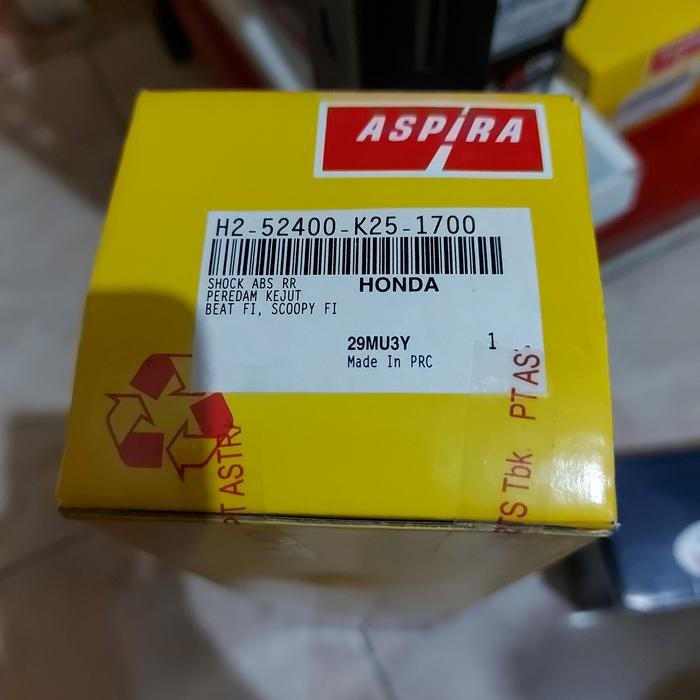 ASPIRA
H2-52400-K25-1700
SHOCK ABS RR HONDA
PEREDAM KEJUT
BEAT FI, SCOOPY FI
29MU3Y 1
Made In PRC
PT ASTR
TS Tbk PT AS